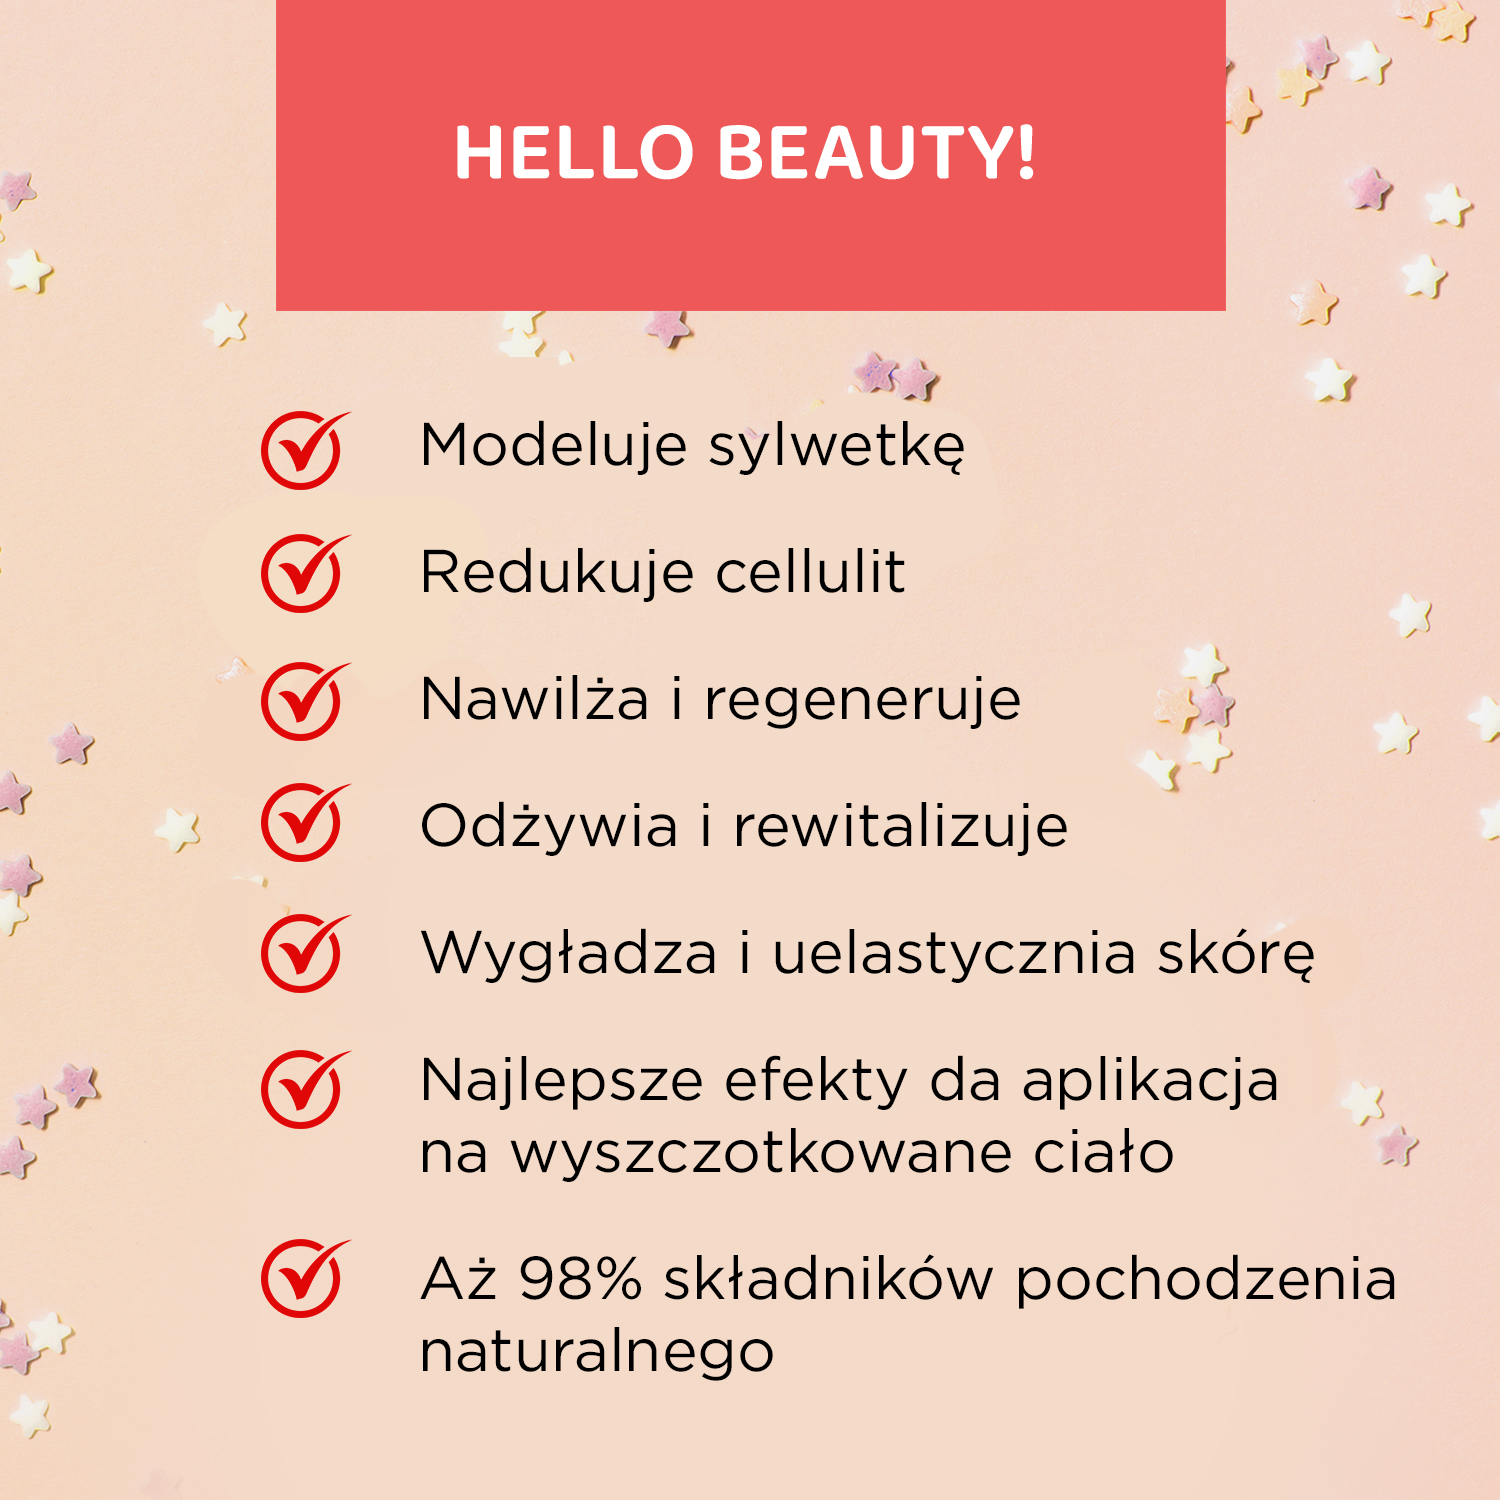 HELLO BEAUTY!
Modeluje sylwetkę
Redukuje cellulit
Nawilża i regeneruje
Odżywia i rewitalizuje
Wygładza i uelastycznia skórę
Najlepsze efekty da aplikacja
na wyszczotkowane ciało
Aż 98% składników pochodzenia
naturalnego